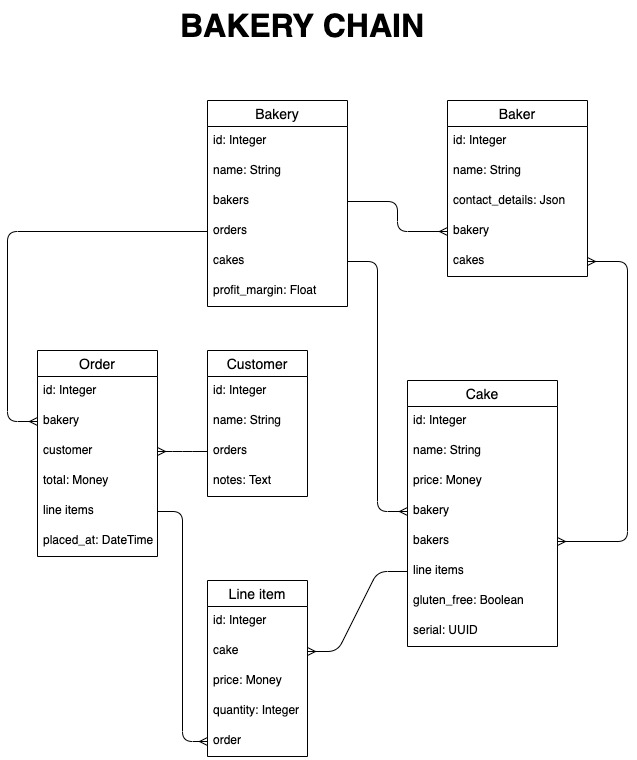 BAKERY CHAIN
Bakery
id: Integer
name: String
bakers
orders
cakes
profit_margin: Float
Baker
id: Integer
name: String
contact_details: Json
bakery
cakes
Order
id: Integer
bakery
customer
total: Money
line items
placed_at: DateTime
Customer
id: Integer
name: String
orders
notes: Text
Cake
id: Integer
name: String
price: Money
bakery
bakers
line items
gluten_free: Boolean
serial: UUID
Line item
id: Integer
cake
price: Money
quantity: Integer
order